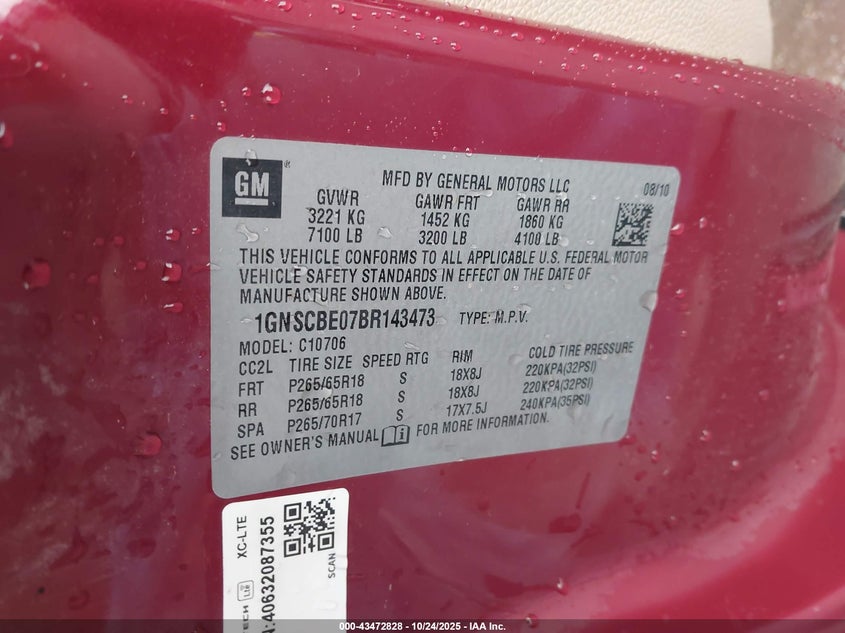 GM
®
MFD BY GENERAL MOTORS LLC 08/10
GVWR GAWR FRT GAWR RR
3221 KG 1452 KG 1860 KG
7100 LB 3200 LB 4100 LB
THIS VEHICLE CONFORMS TO ALL APPLICABLE U.S. FEDERAL MOTOR
VEHICLE SAFETY STANDARDS IN EFFECT ON THE DATE OF
MANUFACTURE SHOWN ABOVE.
1GNSCBE07BR143473 TYPE: M.P.V.
MODEL: C10706
CC2L TIRE SIZE SPEED RTG RIM COLD TIRE PRESSURE
FRT P265/65R18 S 18X8J 220KPA(32PSI)
RR P265/65R18 S 18X8J 220KPA(32PSI)
SPA P265/70R17 S 17X7.5J 240KPA(35PSI)
SEE OWNER'S MANUAL FOR MORE INFORMATION.
XC-LTE
LTE
A:40632087355
SCAN
000-43472828 - 10/24/2025 - IAA Inc.